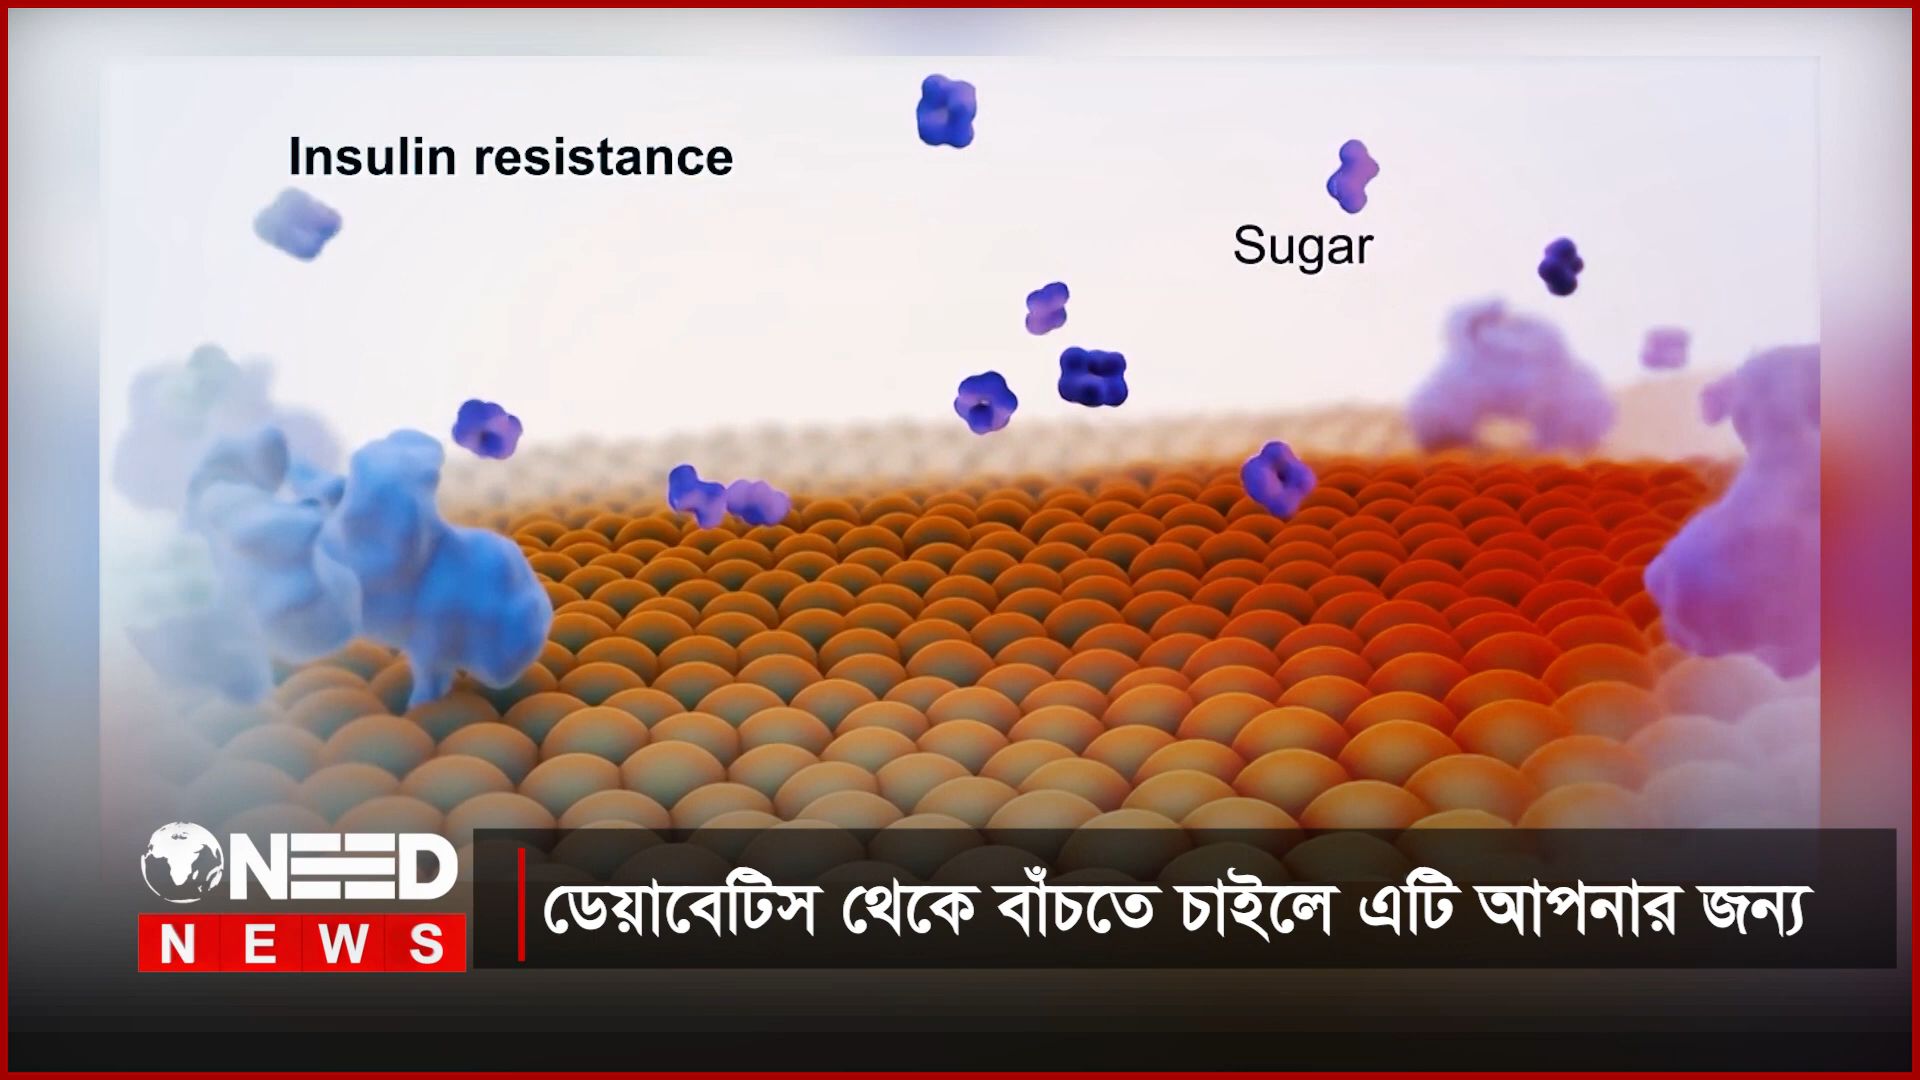 Insulin resistance
Sugar
NEED
NEWS
ডেয়াবেটিস থেকে বাঁচতে চাইলে এটি আপনার জন্য